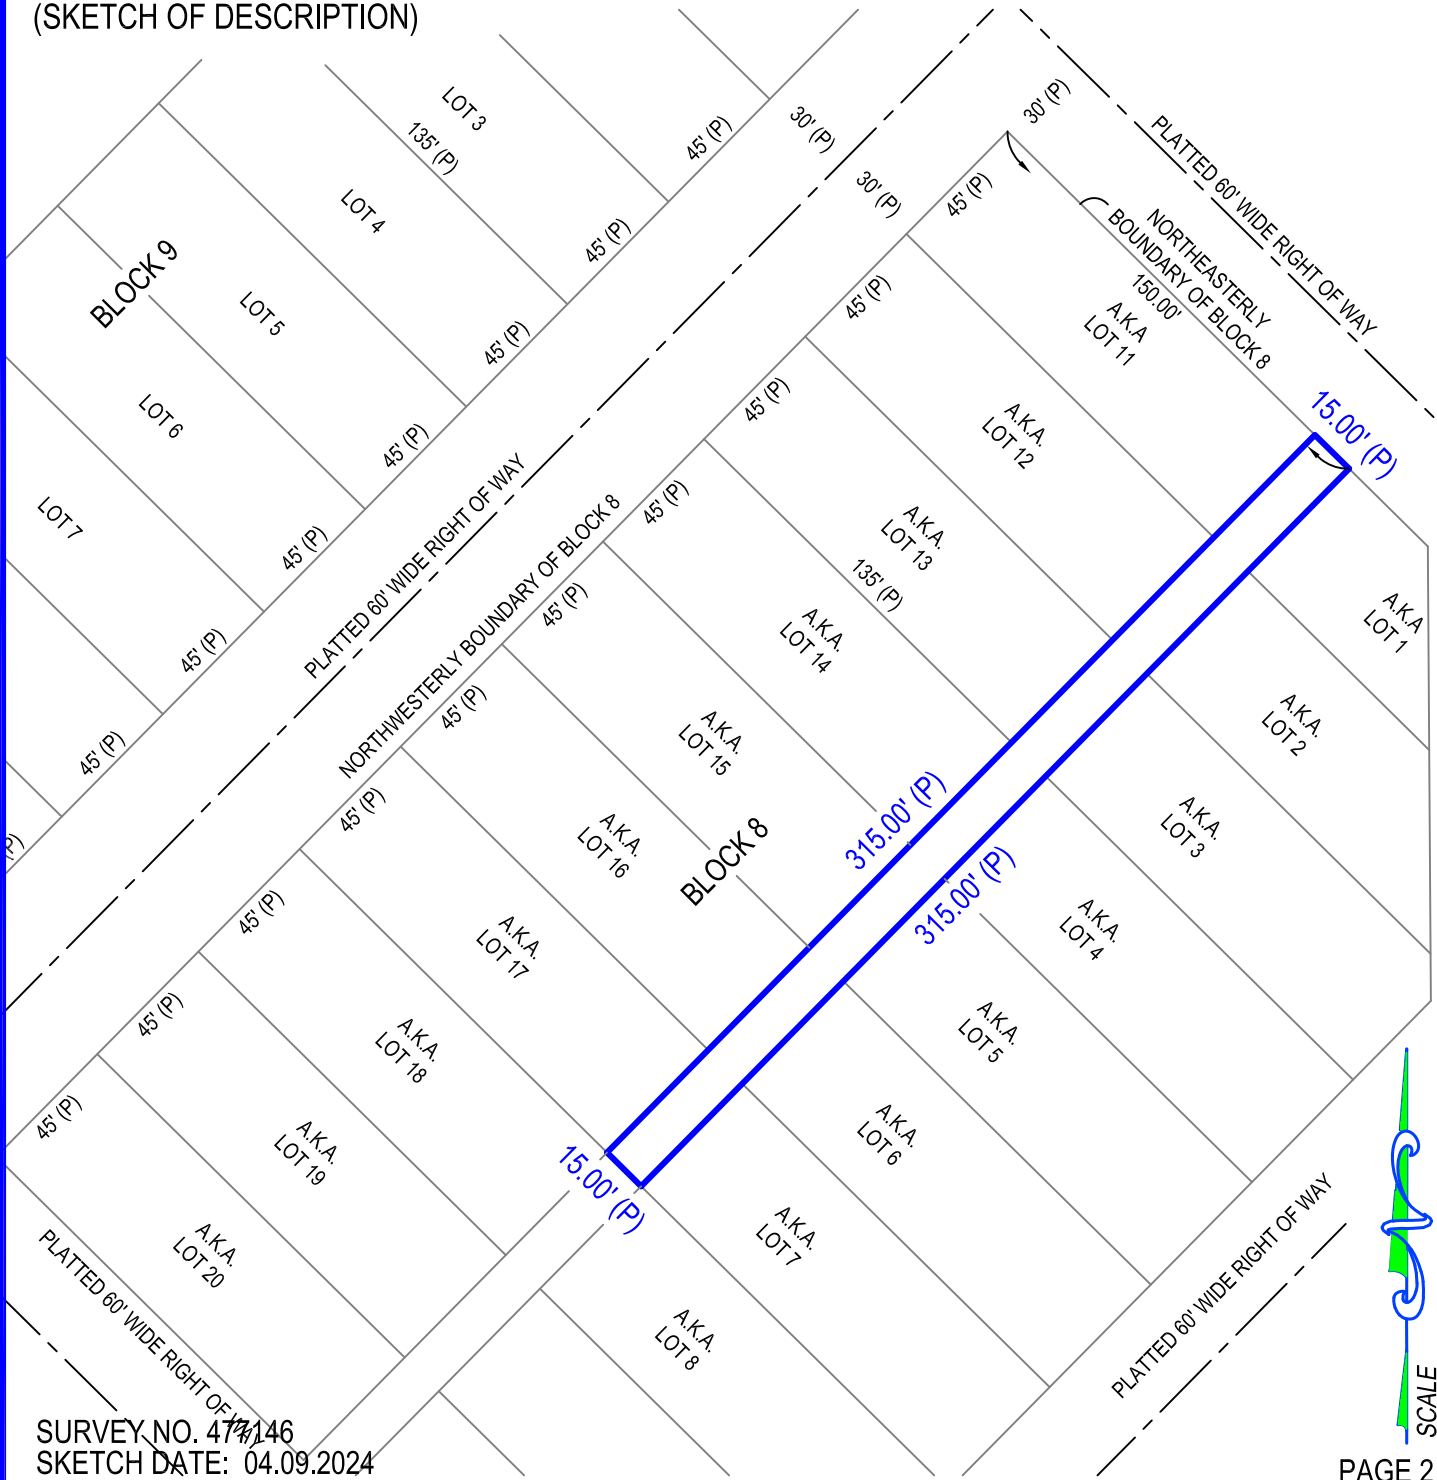 (SKETCH OF DESCRIPTION)
LOT 3
135' (P)
LOT 4
BLOCK 9
LOT 5
LOT 6
LOT 7
45' (P)
45' (P)
45' (P)
45' (P)
45' (P)
45' (P)
45' (P)
(P)
30' (P)
30' (P)
30' (P)
PLATTED 60' WIDE RIGHT OF WAY
NORTHEASTERLY
BOUNDARY OF BLOCK 8
150.00'
PLATTED 60' WIDE RIGHT OF WAY
NORTHWESTERLY BOUNDARY OF BLOCK 8
45' (P)
45' (P)
45' (P)
45' (P)
45' (P)
45' (P)
45' (P)
45' (P)
45' (P)
45' (P)
A.K.A
LOT 11
A.K.A.
LOT 12
A.K.A.
LOT 13
135' (P)
A.K.A.
LOT 14
A.K.A.
LOT 15
A.K.A.
LOT 16
BLOCK 8
A.K.A.
LOT 17
A.K.A.
LOT 18
A.K.A.
LOT 19
A.K.A.
LOT 20
15.00' (P)
315.00' (P)
315.00' (P)
15.00' (P)
A.K.A
LOT 1
A.K.A.
LOT 2
A.K.A.
LOT 3
A.K.A.
LOT 4
A.K.A.
LOT 5
A.K.A.
LOT 6
A.K.A.
LOT 7
A.K.A.
LOT 8
PLATTED 60' WIDE RIGHT OF WAY
PLATTED 60' WIDE RIGHT OF WAY
SURVEY NO. 477146
SKETCH DATE: 04.09.2024
SCALE
PAGE 2